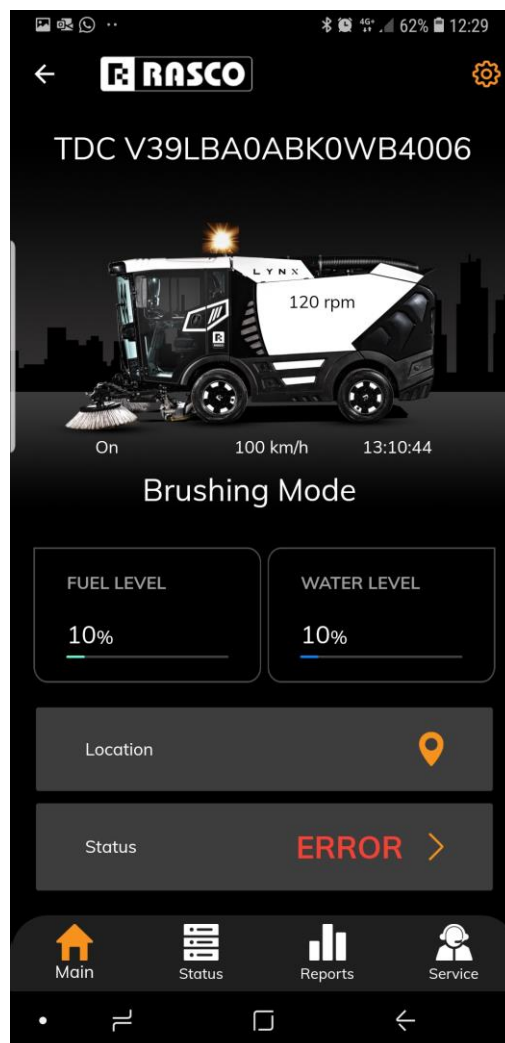 4G+ 62% 12:29
RASCO
TDC V39LBA0ABK0WB4006
LYNX
120 rpm
On 100 km/h 13:10:44
Brushing Mode
FUEL LEVEL WATER LEVEL
10% 10%
Location
Status ERROR
Main Status Reports Service